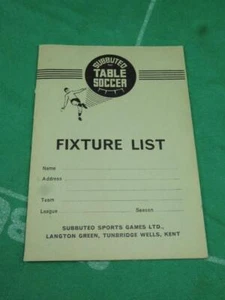 SUBBUTEO
TABLE
SOCCER
FIXTURE LIST
Name
Address
Team
League Season
SUBBUTEO SPORTS GAMES LTD.,
LANGTON GREEN, TUNBRIDGE WELLS, KENT